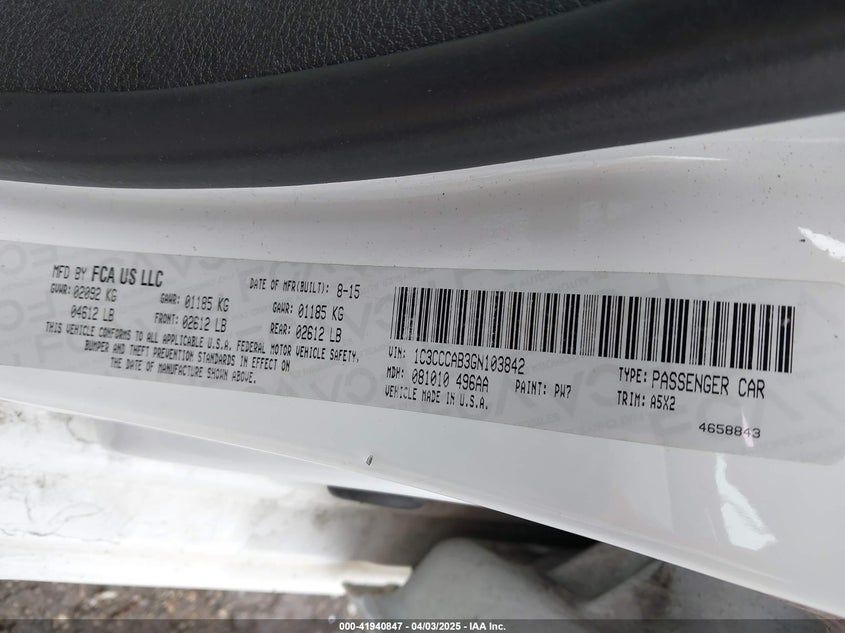 MFD BY FCA US LLC
DATE OF MFR(BUILT): 8-15
GVWR: 02092 KG
GAWR: 01185 KG
GAWR: 01185 KG
04612 LB
FRONT: 02612 LB
REAR: 02612 LB
THIS VEHICLE CONFORMS TO ALL APPLICABLE U.S.A. FEDERAL MOTOR VEHICLE SAFETY,
BUMPER AND THEFT PREVENTION STANDARDS IN EFFECT ON
THE DATE OF MANUFACTURE SHOWN ABOVE.
VIN: 1C3CCCAB3GN103842
TYPE: PASSENGER CAR
MDH: 081010 496AA
PAINT: PW7
TRIM: A5X2
VEHICLE MADE IN U.S.A.
4658843
000-41940847 - 04/03/2025 - IAA Inc.